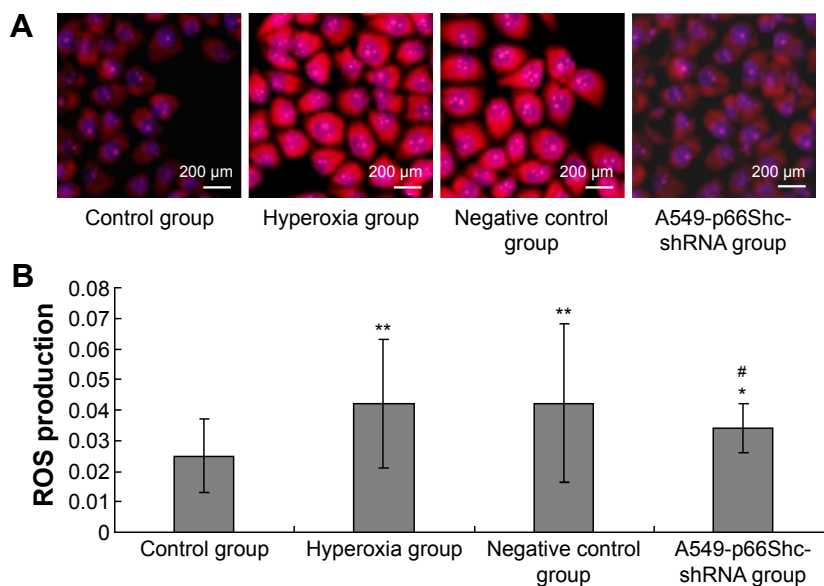 A
200 µm
200 µm
200 µm
200 µm
Control group
Hyperoxia group
Negative control
group
A549-p66Shc-
shRNA group
B
ROS production
0.08
0.07
0.06
0.05
0.04
0.03
0.02
0.01
0
**
**
#
*
Control group
Hyperoxia group
Negative control
group
A549-p66Shc-
shRNA group